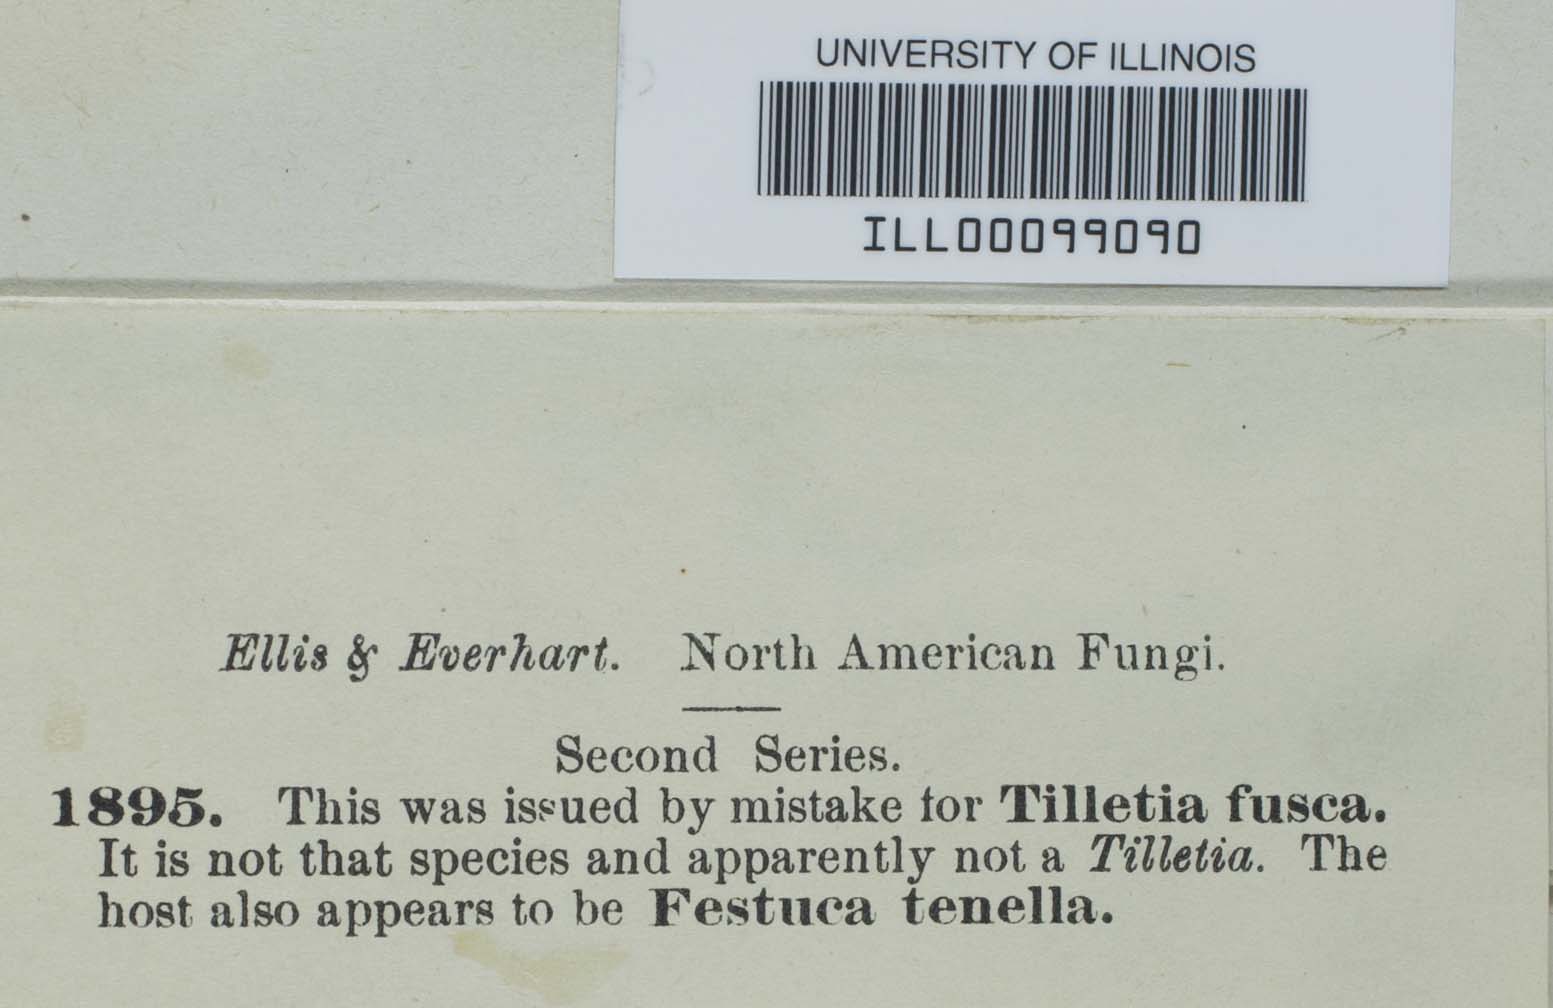 UNIVERSITY OF ILLINOIS
ILL00099090
Ellis & Everhart. North American Fungi.
Second Series.
1895. This was issued by mistake for Tilletia fusca.
It is not that species and apparently not a Tilletia. The
host also appears to be Festuca tenella.